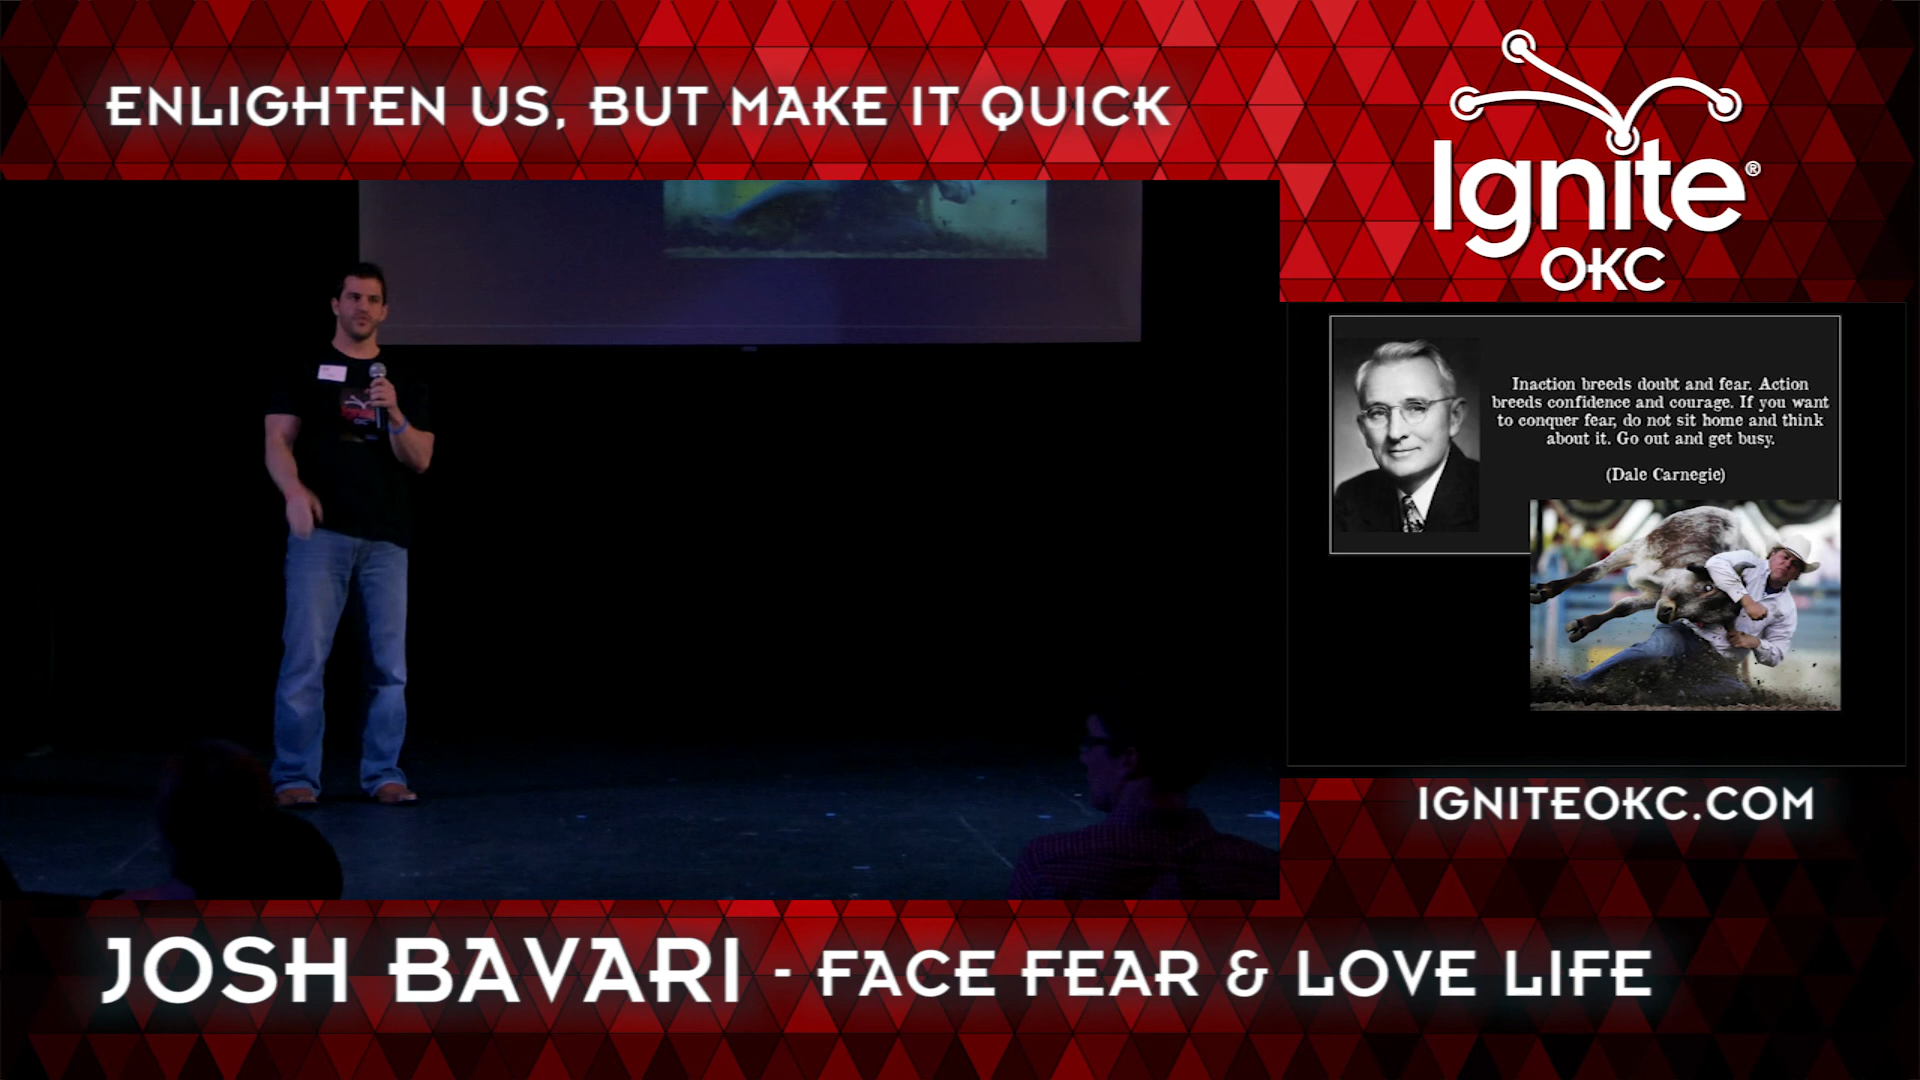 ENLIGHTEN US, BUT MAKE IT QUICK
Ignite®
OKC
Inaction breeds doubt and fear. Action
breeds confidence and courage. If you want
to conquer fear, do not sit home and think
about it. Go out and get busy.
(Dale Carnegie)
IGNITEOKC.COM
JOSH BAVARI - FACE FEAR & LOVE LIFE